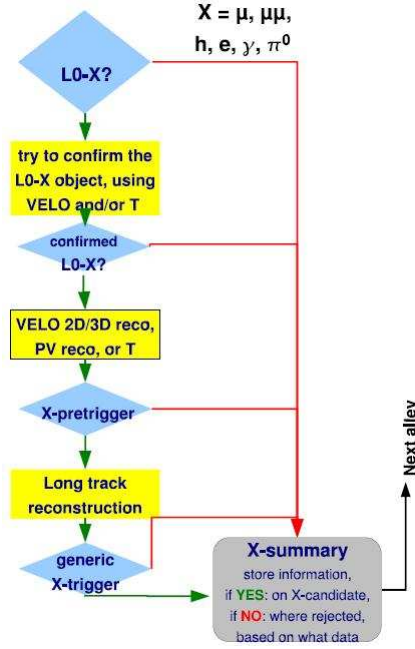 X = μ, μμ,
h, e, γ, π⁰
L0-X?
try to confirm the
L0-X object, using
VELO and/or T
confirmed
L0-X?
VELO 2D/3D reco,
PV reco, or T
X-pretrigger
Long track
reconstruction
generic
X-trigger
X-summary
store information,
if YES: on X-candidate,
if NO: where rejected,
based on what data
Next alley